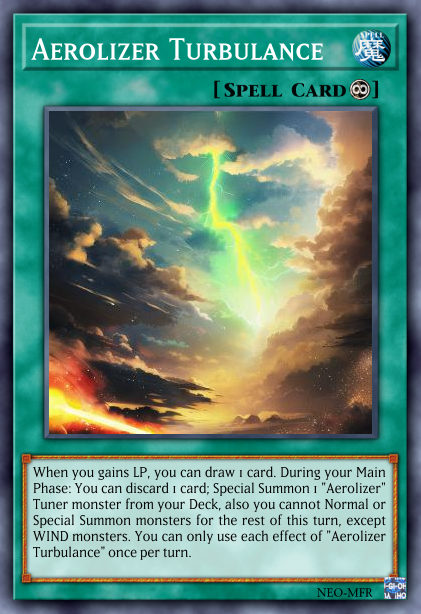 AEROLIZER TURBULANCE
SPELL
魔
[SPELL CARD]
When you gains LP, you can draw 1 card. During your Main
Phase: You can discard 1 card; Special Summon 1 "Aerolizer"
Tuner monster from your Deck, also you cannot Normal or
Special Summon monsters for the rest of this turn, except
WIND monsters. You can only use each effect of "Aerolizer
Turbulance" once per turn.
NEO-MFR